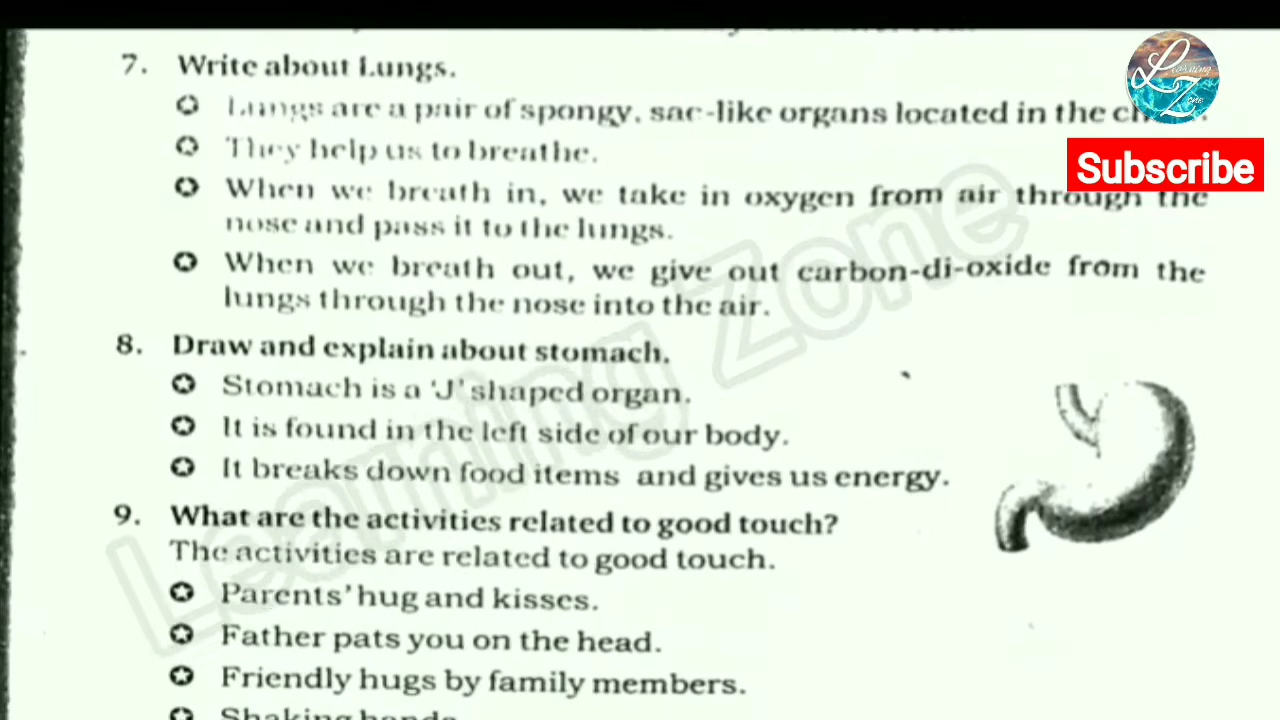 7. Write about Lungs.
Learning Zone
Lungs are a pair of spongy, sac-like organs located in the
They help us to breathe.
Subscribe
When we breath in, we take in oxygen from air through the
nose and pass it to the lungs.
When we breath out, we give out carbon-di-oxide from the
lungs through the nose into the air.
8. Draw and explain about stomach.
Stomach is a 'J' shaped organ.
It is found in the left side of our body.
It breaks down food items and gives us energy.
9. What are the activities related to good touch?
The activities are related to good touch.
Parents' hug and kisses.
Father pats you on the head.
Friendly hugs by family members.
Shaking hands
Learning Zone